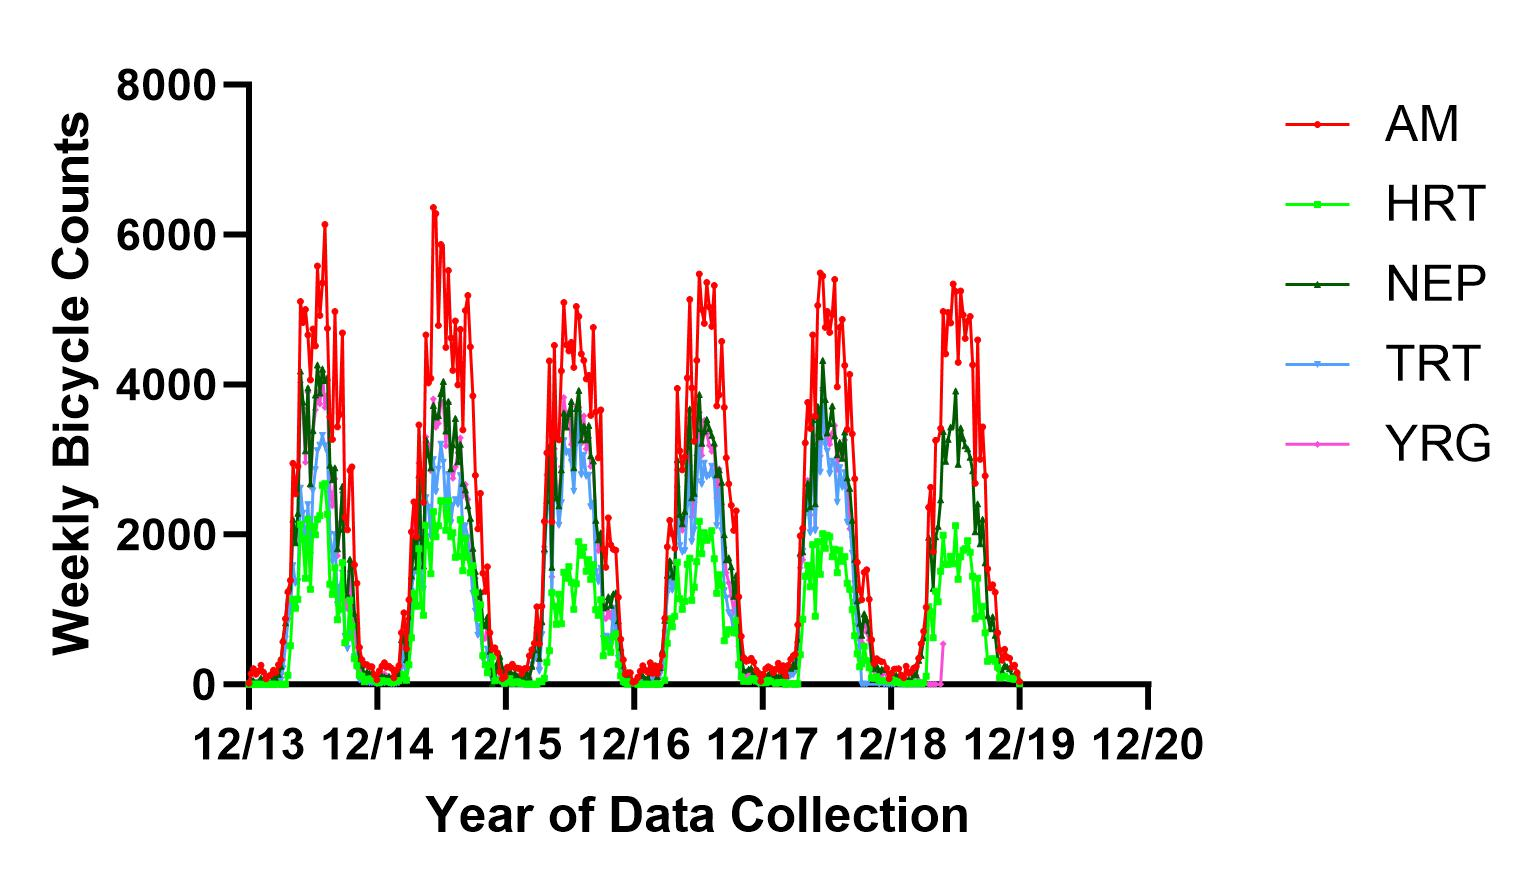 8000
6000
4000
2000
0
Weekly Bicycle Counts
12/13 12/14 12/15 12/16 12/17 12/18 12/19 12/20
Year of Data Collection
AM
HRT
NEP
TRT
YRG